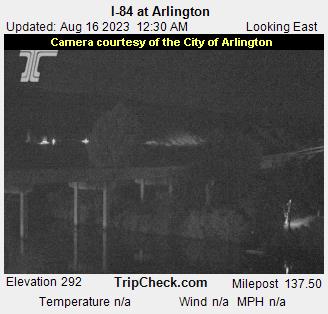 I-84 at Arlington
Updated: Aug 16 2023 12:30 AM Looking East
Camera courtesy of the City of Arlington
Elevation 292 TripCheck.com Milepost 137.50
Temperature n/a Wind n/a MPH n/a